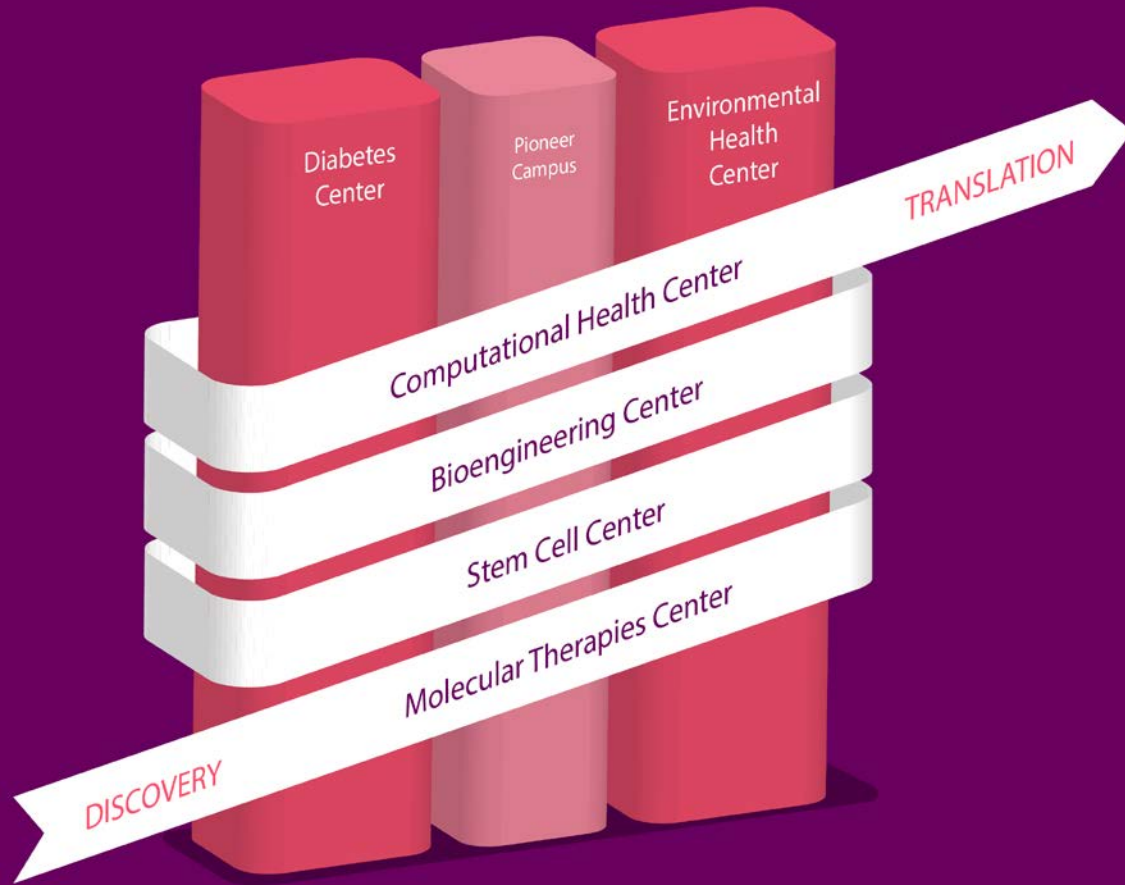 Diabetes
Center
Pioneer
Campus
Environmental
Health
Center
TRANSLATION
Computational Health Center
Bioengineering Center
Stem Cell Center
Molecular Therapies Center
DISCOVERY